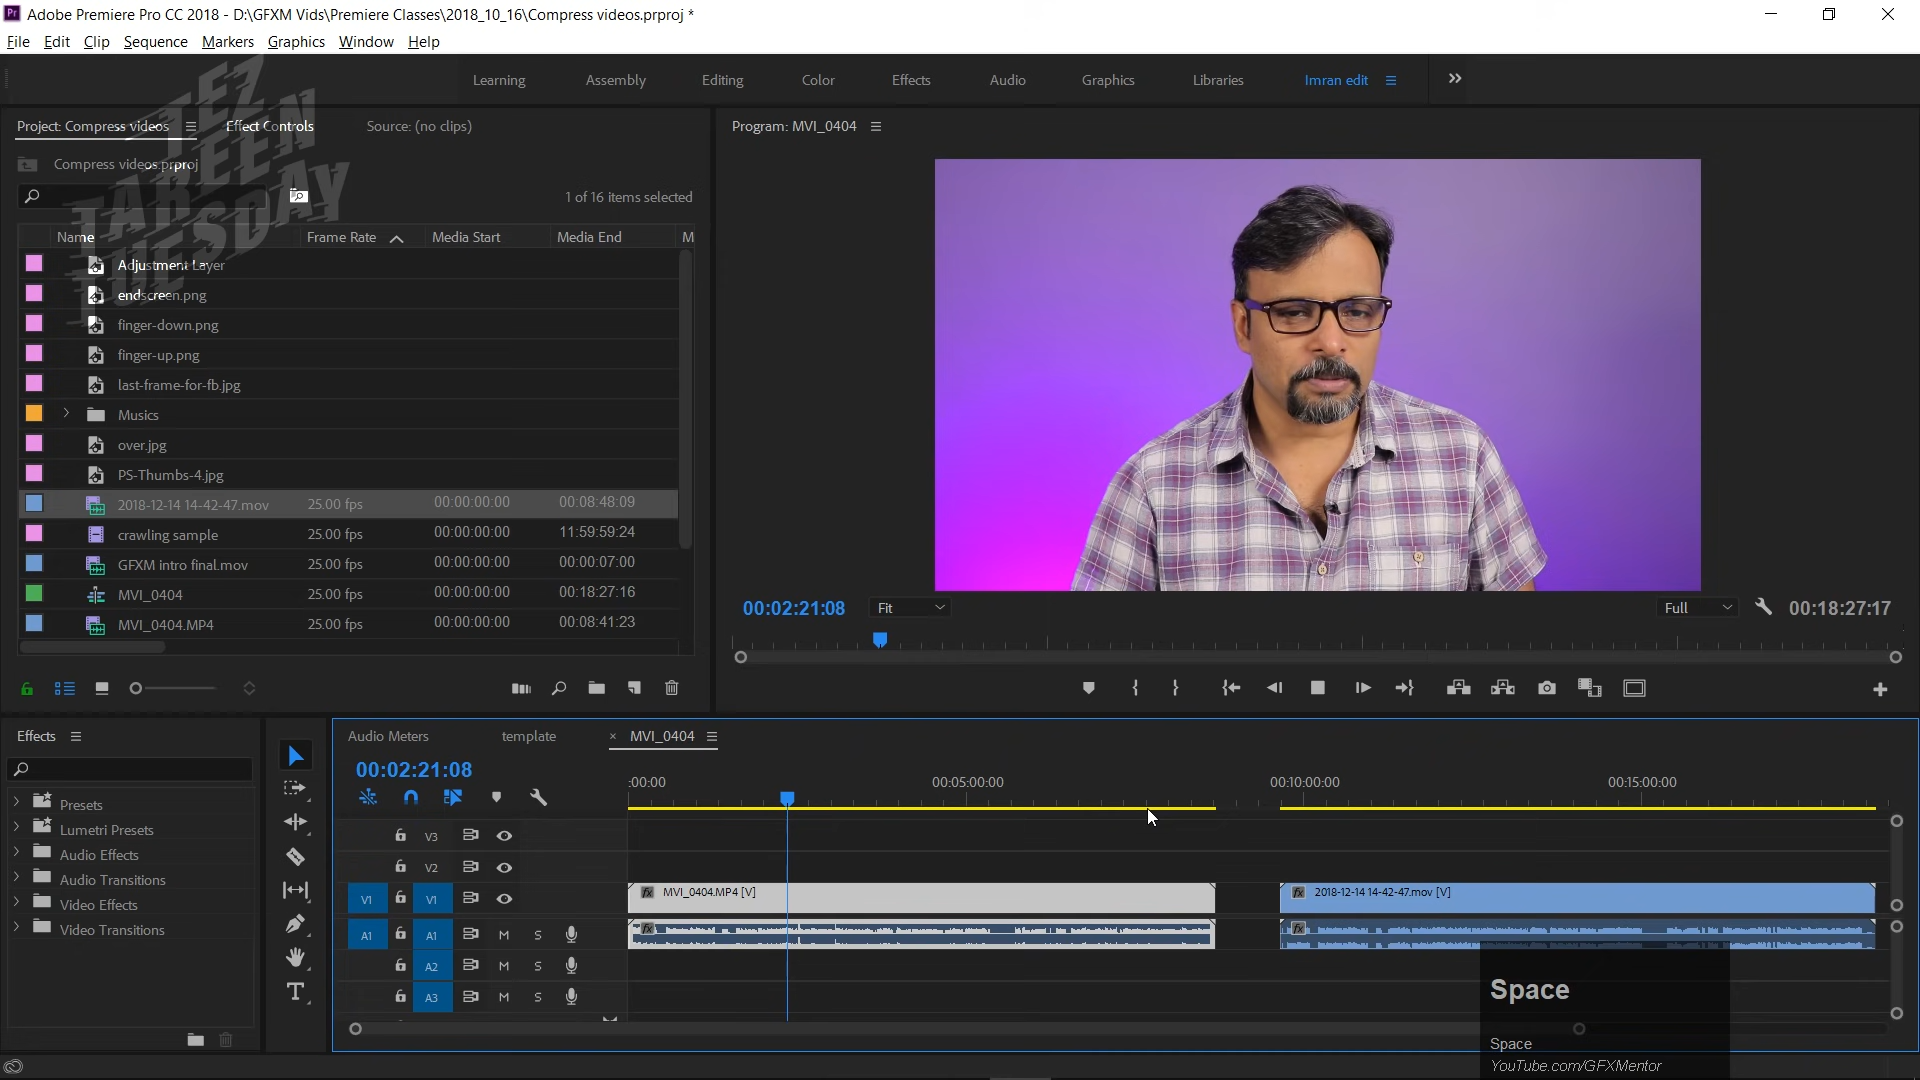 Adobe Premiere Pro CC 2018 - D:\GFXM Vids\Premiere Classes\2018_10_16\Compress videos.prproj *
File Edit Clip Sequence Markers Graphics Window Help
Learning Assembly Editing Color Effects Audio Graphics Libraries Imran edit
TEZ
TAREEN
TUESDAY
Project: Compress videos Effect Controls Source: (no clips)
Program: MVI_0404
Compress videos.prproj
1 of 16 items selected
Name Frame Rate Media Start Media End M
Adjustment Layer
endscreen.png
finger-down.png
finger-up.png
last-frame-for-fb.jpg
Musics
over.jpg
PS-Thumbs-4.jpg
2018-12-14 14-42-47.mov 25.00 fps 00:00:00:00 00:08:48:09
crawling sample 25.00 fps 00:00:00:00 11:59:59:24
GFXM intro final.mov 25.00 fps 00:00:00:00 00:00:07:00
MVI_0404 25.00 fps 00:00:00:00 00:18:27:16
MVI_0404.MP4 25.00 fps 00:00:00:00 00:08:41:23
00:02:21:08 Fit Full 00:18:27:17
Effects
Presets
Lumetri Presets
Audio Effects
Audio Transitions
Video Effects
Video Transitions
T
Audio Meters template × MVI_0404
00:02:21:08
:00:00 00:05:00:00 00:10:00:00 00:15:00:00
V3
V2
V1 V1 fx MVI_0404.MP4 [V] fx 2018-12-14 14-42-47.mov [V]
A1 A1 M S fx fx
A2 M S
A3 M S
Space
Space
YouTube.com/GFXMentor